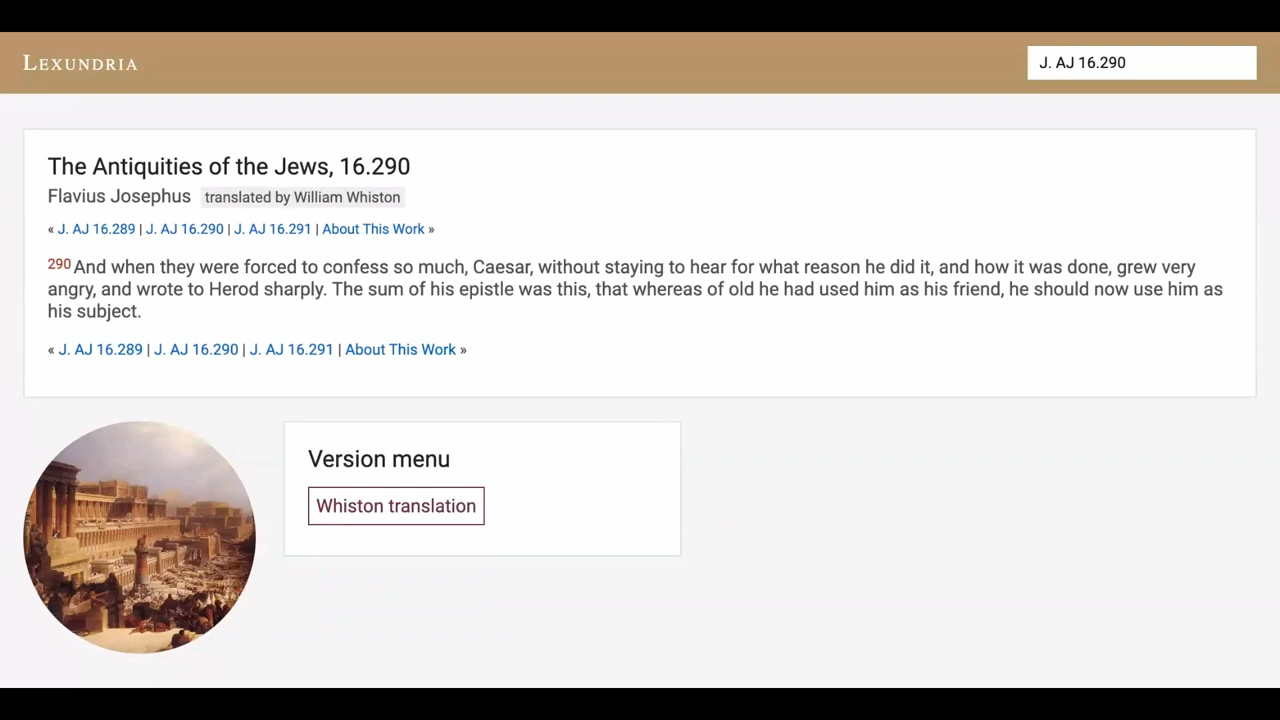 LEXUNDRIA
J. AJ 16.290
The Antiquities of the Jews, 16.290
Flavius Josephus translated by William Whiston
« J. AJ 16.289 | J. AJ 16.290 | J. AJ 16.291 | About This Work »
290 And when they were forced to confess so much, Caesar, without staying to hear for what reason he did it, and how it was done, grew very
angry, and wrote to Herod sharply. The sum of his epistle was this, that whereas of old he had used him as his friend, he should now use him as
his subject.
« J. AJ 16.289 | J. AJ 16.290 | J. AJ 16.291 | About This Work »
Version menu
Whiston translation